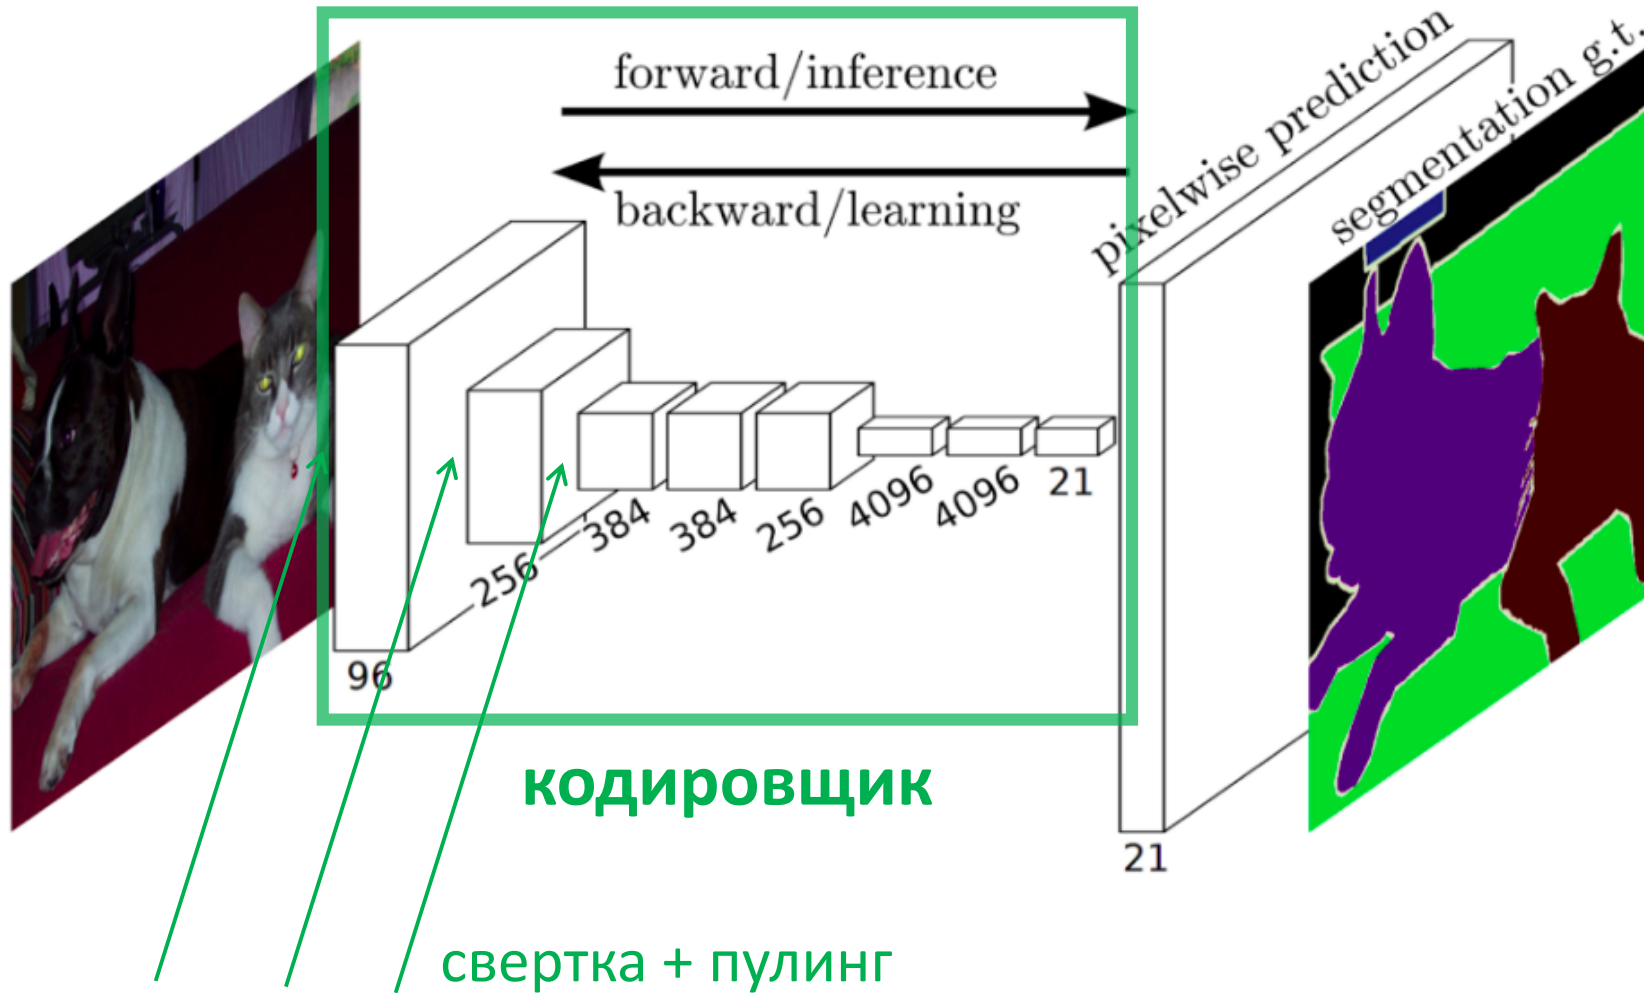 forward/inference
backward/learning
pixelwise prediction
segmentation g.t.
96
256
384
384
256
4096
4096
21
21
кодировщик
свертка + пулинг